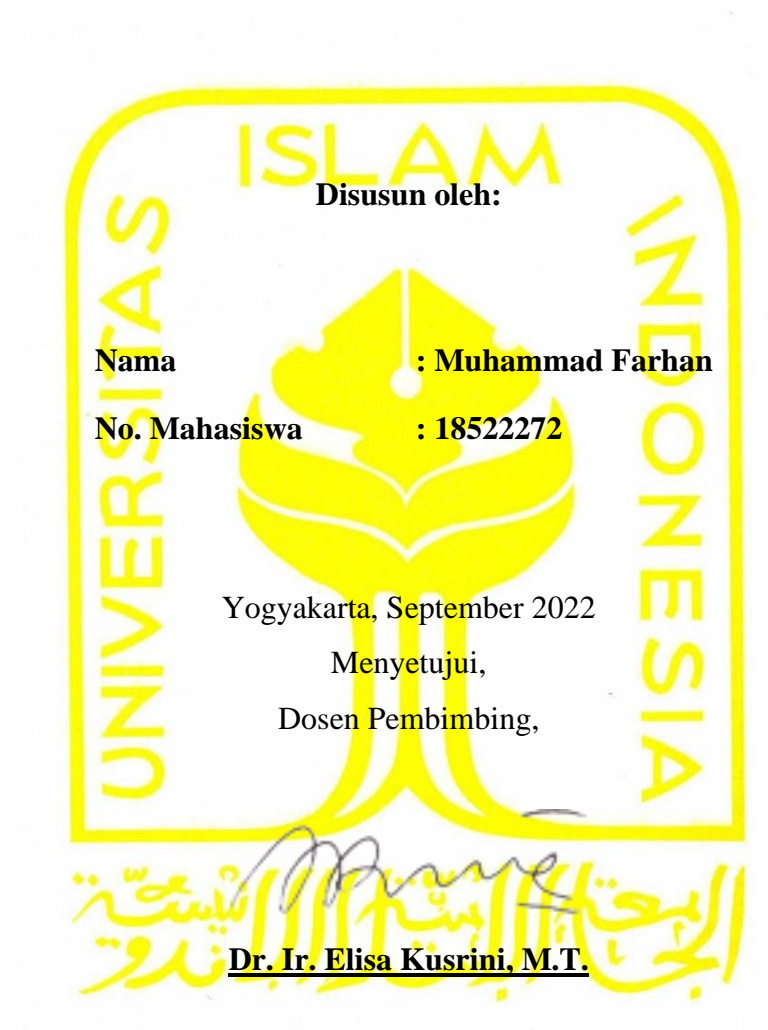 ISLAM
UNIVERSITAS
INDONESIA
Disusun oleh:
Nama : Muhammad Farhan
No. Mahasiswa : 18522272
Yogyakarta, September 2022
Menyetujui,
Dosen Pembimbing,
Dr. Ir. Elisa Kusrini, M.T.